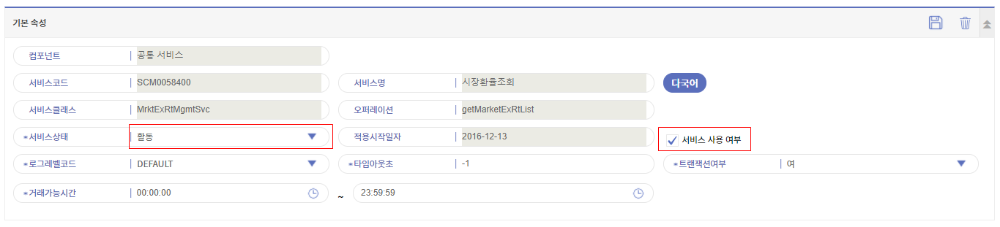 기본 속성
컴포넌트 | 공통 서비스
서비스코드 | SCM0058400 서비스명 | 시장환율조회 다국어
서비스클래스 | MrktExRtMgmtSvc 오퍼레이션 | getMarketExRtList
*서비스상태 | 활동 적용시작일자 | 2016-12-13 서비스 사용 여부
*로그레벨코드 | DEFAULT *타임아웃초 | -1 *트랜잭션여부 | 여
*거래가능시간 | 00:00:00 ~ 23:59:59